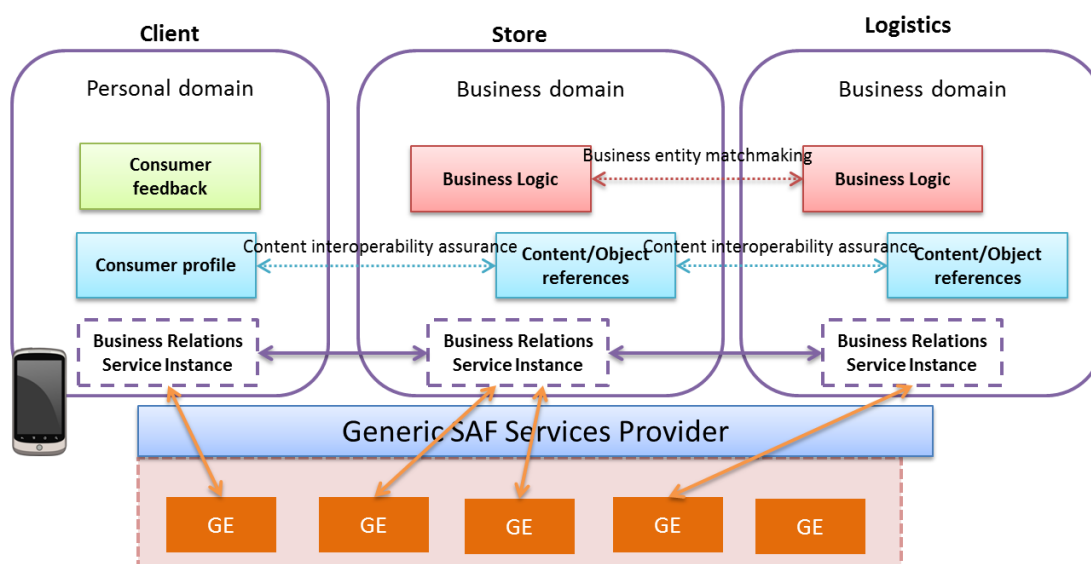 Client
Store
Logistics
Personal domain
Business domain
Business domain
Consumer
feedback
Business Logic
Business entity matchmaking
Business Logic
Consumer profile
Content interoperability assurance
Content/Object
references
Content interoperability assurance
Content/Object
references
Business Relations
Service Instance
Business Relations
Service Instance
Business Relations
Service Instance
Generic SAF Services Provider
GE
GE
GE
GE
GE